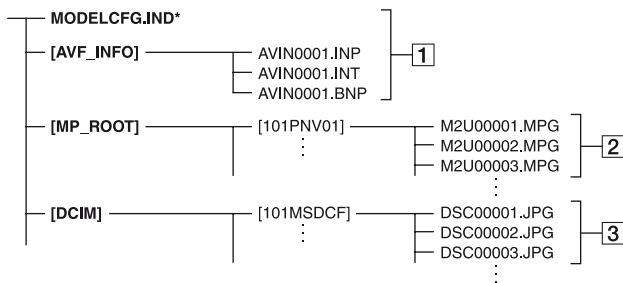 MODELCFG.IND*
[AVF_INFO] AVIN0001.INP
AVIN0001.INT
AVIN0001.BNP
1
[MP_ROOT] [101PNV01] M2U00001.MPG
M2U00002.MPG
M2U00003.MPG
2
[DCIM] [101MSDCF] DSC00001.JPG
DSC00002.JPG
DSC00003.JPG
3